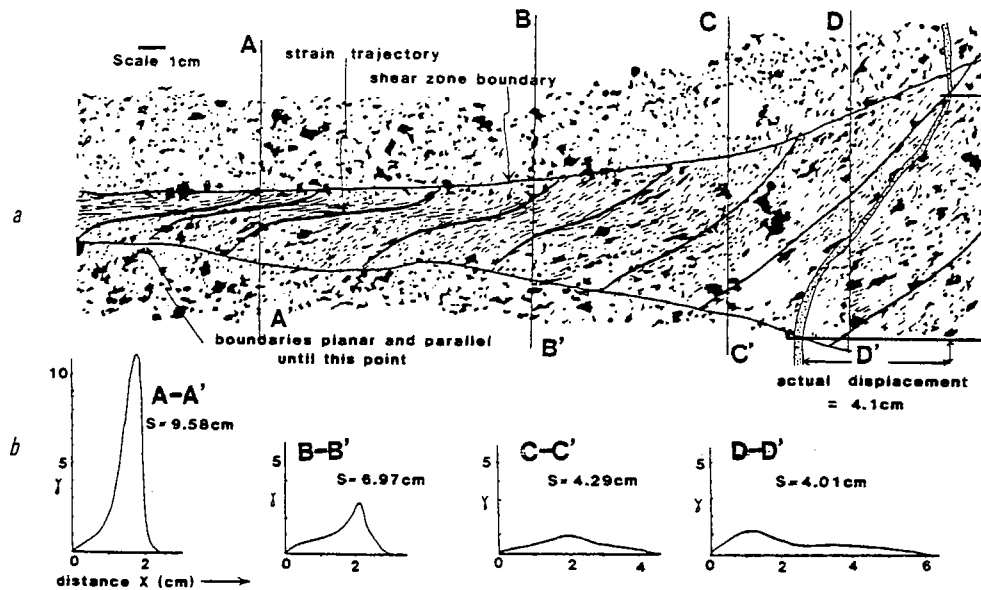 A
B
C
D
Scale 1cm
strain trajectory
shear zone boundary
a
A'
B'
C'
D'
boundaries planar and parallel
until this point
actual displacement
= 4.1cm
b
10
5
γ
A-A'
S=9.58cm
0
2
distance X (cm)
B-B'
S=6.97cm
5
γ
0
2
C-C'
S=4.29cm
5
γ
0
2
4
D-D'
S=4.01cm
5
γ
0
2
4
6